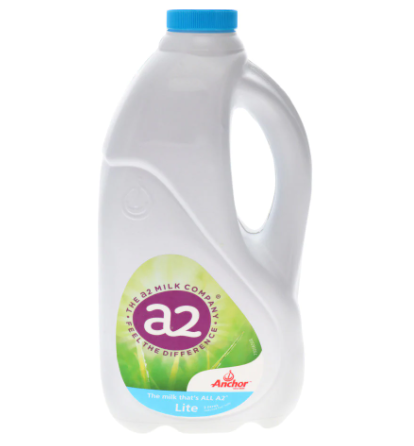 THE a2 MILK COMPANY ®
a2
FEEL THE DIFFERENCE
Anchor
The milk that's ALL A2
Lite